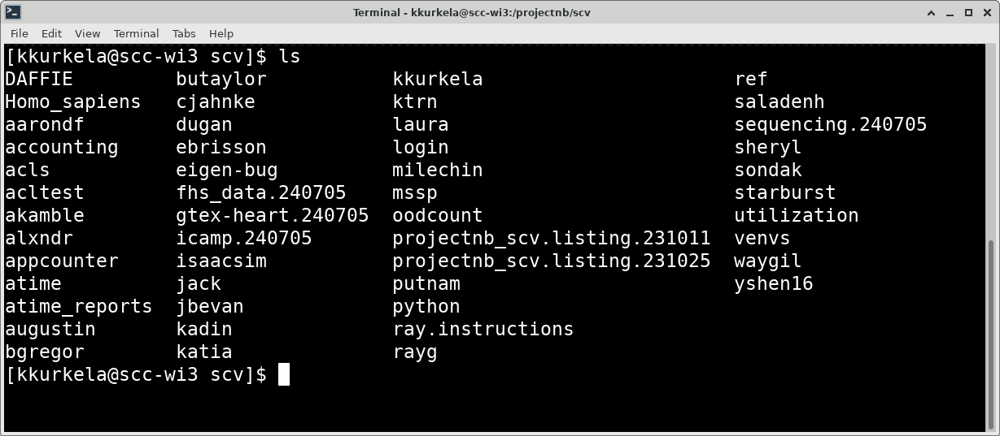 Terminal - kkurkela@scc-wi3:/projectnb/scv
File Edit View Terminal Tabs Help
[kkurkela@scc-wi3 scv]$ ls
DAFFIE butaylor kkurkela ref
Homo_sapiens cjahnke ktrn saladenh
aarondf dugan laura sequencing.240705
accounting ebrisson login sheryl
acls eigen-bug milechin sondak
acltest fhs_data.240705 mssp starburst
akamble gtex-heart.240705 oodcount utilization
alxndr icamp.240705 projectnb_scv.listing.231011 venvs
appcounter isaacsim projectnb_scv.listing.231025 waygil
atime jack putnam yshen16
atime_reports jbevan python
augustin kadin ray.instructions
bgregor katia rayg
[kkurkela@scc-wi3 scv]$